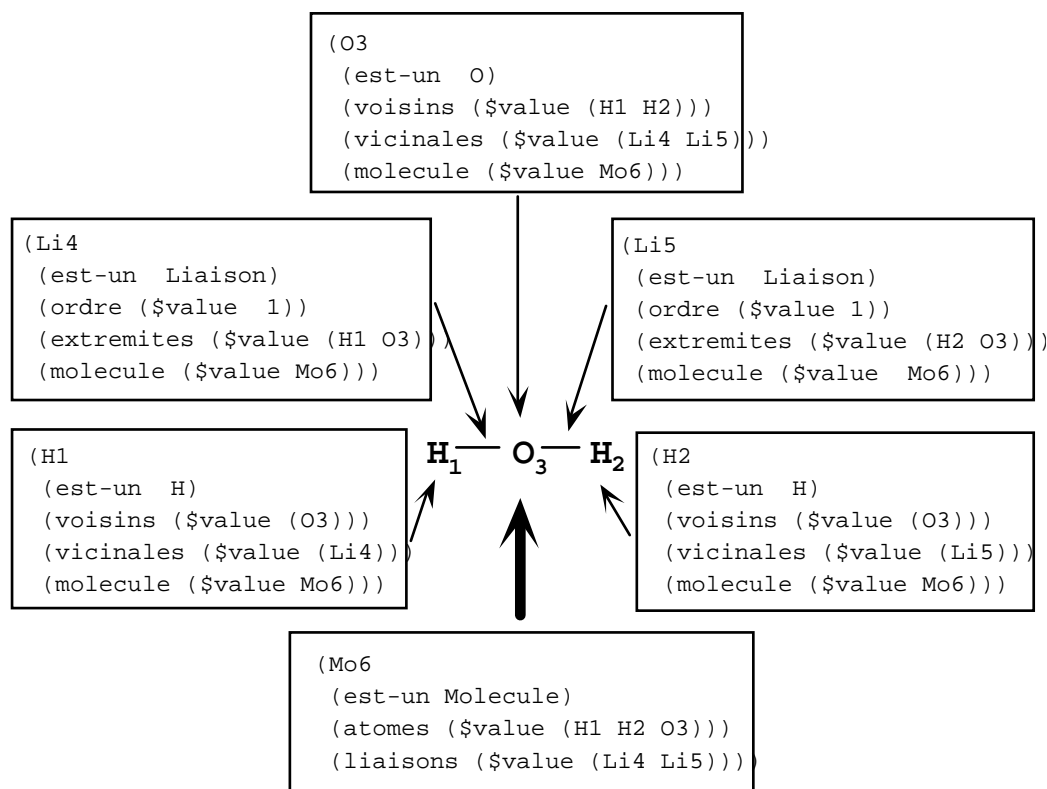 (O3
(est-un O)
(voisins ($value (H1 H2)))
(vicinales ($value (Li4 Li5)))
(molecule ($value Mo6)))
(Li4
(est-un Liaison)
(ordre ($value 1))
(extremites ($value (H1 O3)))
(molecule ($value Mo6)))
(Li5
(est-un Liaison)
(ordre ($value 1))
(extremites ($value (H2 O3)))
(molecule ($value Mo6)))
H1 O3 H2
(H1
(est-un H)
(voisins ($value (O3)))
(vicinales ($value (Li4)))
(molecule ($value Mo6)))
(H2
(est-un H)
(voisins ($value (O3)))
(vicinales ($value (Li5)))
(molecule ($value Mo6)))
(Mo6
(est-un Molecule)
(atomes ($value (H1 H2 O3)))
(liaisons ($value (Li4 Li5))))